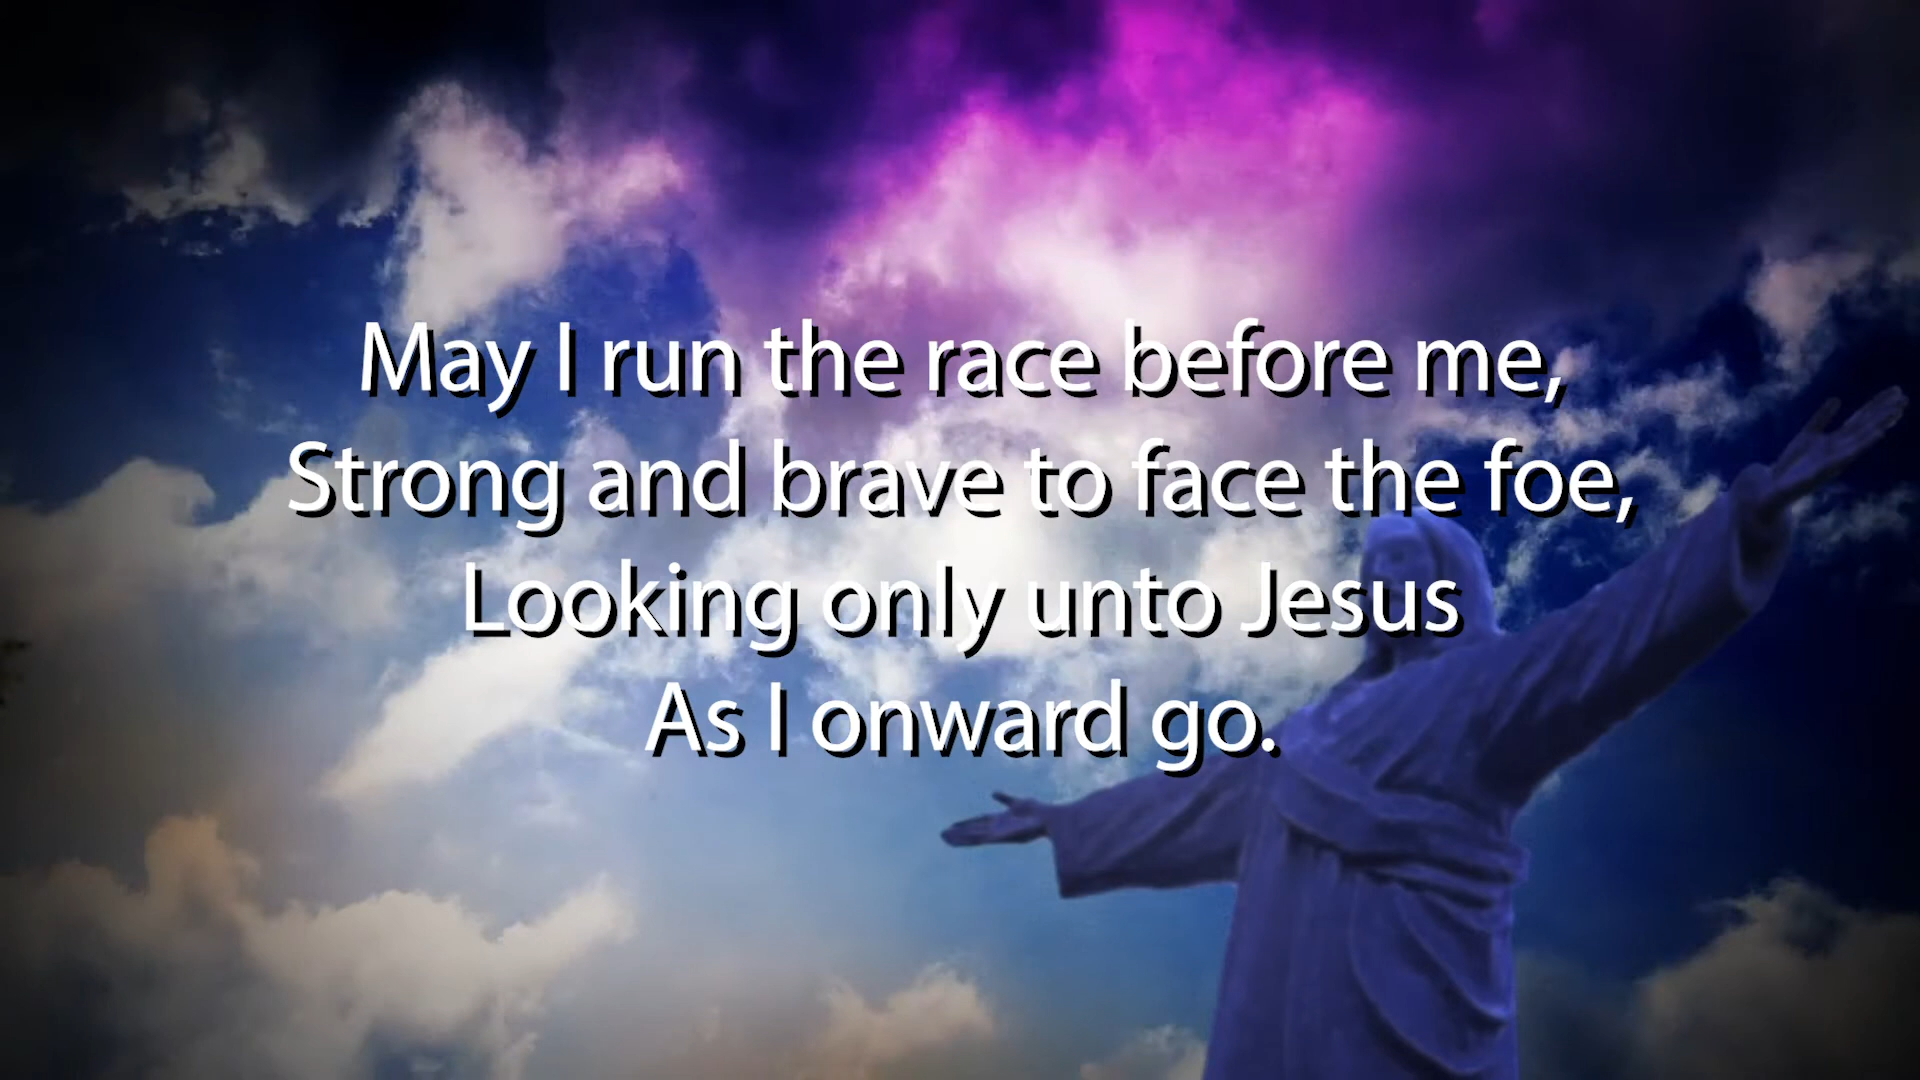 May I run the race before me,
Strong and brave to face the foe,
Looking only unto Jesus
As I onward go.